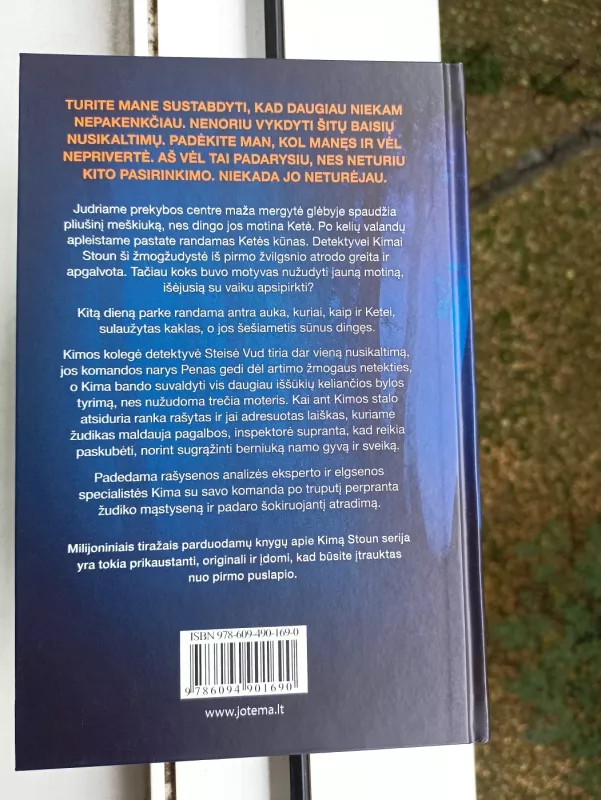 TURITE MANE SUSTABDYTI, KAD DAUGIAU NIEKAM
NEPAKENKČIAU. NENORIU VYKDYTI ŠITŲ BAISIŲ
NUSIKALTIMŲ. PADĖKITE MAN, KOL MANĘS IR VĖL
NEPRIVERTĖ. AŠ VĖL TAI PADARYSIU, NES NETURIU
KITO PASIRINKIMO. NIEKADA JO NETURĖJAU.
Judriame prekybos centre maža mergytė glėbyje spaudžia
pliušinį meškiuką, nes dingo jos motina Ketė. Po kelių valandų
apleistame pastate randamas Ketės kūnas. Detektyvei Kimai
Stoun ši žmogžudystė iš pirmo žvilgsnio atrodo greita ir
apgalvota. Tačiau koks buvo motyvas nužudyti jauną motiną,
išėjusią su vaiku apsipirkti?
Kitą dieną parke randama antra auka, kuriai, kaip ir Ketei,
sulaužytas kaklas, o jos šešiametis sūnus dingęs.
Kimos kolegė detektyvė Steisė Vud tiria dar vieną nusikaltimą,
jos komandos narys Penas gedi dėl artimo žmogaus netekties,
o Kima bando suvaldyti vis daugiau iššūkių keliančios bylos
tyrimą, nes nužudoma trečia moteris. Kai ant Kimos stalo
atsiduria ranka rašytas ir jai adresuotas laiškas, kuriame
žudikas maldauja pagalbos, inspektorė supranta, kad reikia
paskubėti, norint sugrąžinti berniuką namo gyvą ir sveiką.
Padedama rašysenos analizės eksperto ir elgsenos
specialistės Kima su savo komanda po truputį perpranta
žudiko mąstyseną ir padaro šokiruojantį atradimą.
Milijoniniais tiražais parduodamų knygų apie Kimą Stoun serija
yra tokia prikaustanti, originali ir įdomi, kad būsite įtrauktas
nuo pirmo puslapio.
ISBN 978-609-490-169-0
9 786094 901690
www.jotema.lt